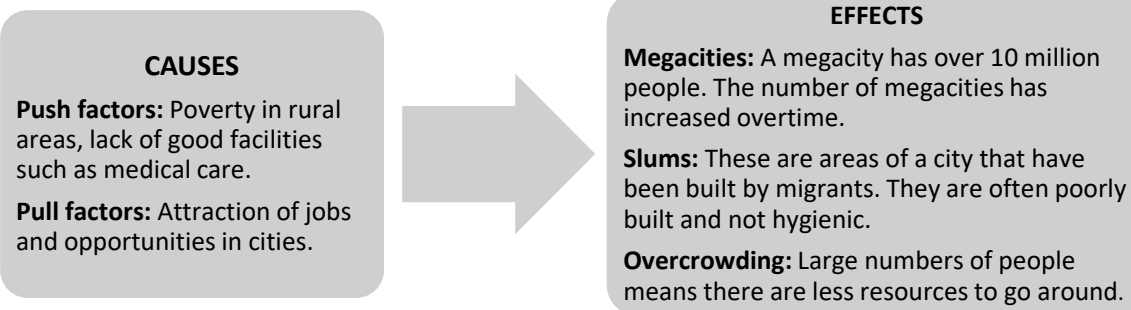 CAUSES
Push factors: Poverty in rural
areas, lack of good facilities
such as medical care.
Pull factors: Attraction of jobs
and opportunities in cities.
EFFECTS
Megacities: A megacity has over 10 million
people. The number of megacities has
increased overtime.
Slums: These are areas of a city that have
been built by migrants. They are often poorly
built and not hygienic.
Overcrowding: Large numbers of people
means there are less resources to go around.